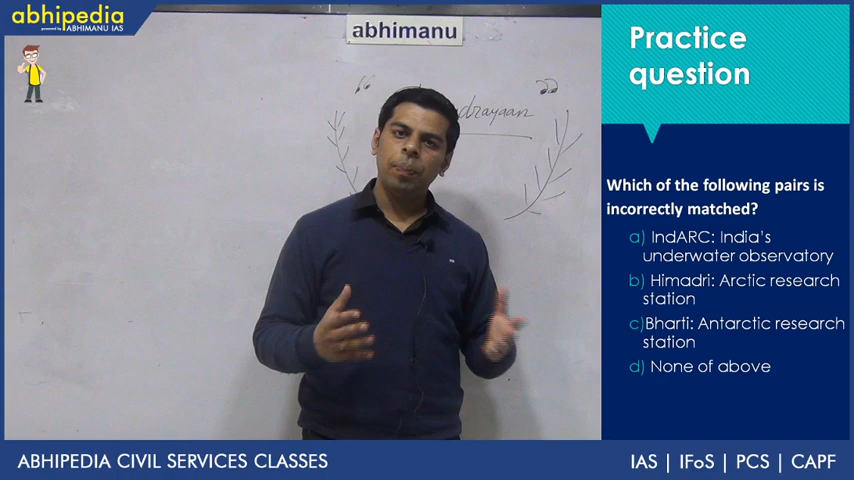 abhipedia
powered by ABHIMANU IAS
abhimanu
Practice
question
Which of the following pairs is
incorrectly matched?
a) IndARC: India's
underwater observatory
b) Himadri: Arctic research
station
c)Bharti: Antarctic research
station
d) None of above
ABHIPEDIA CIVIL SERVICES CLASSES
IAS | IFoS | PCS | CAPF